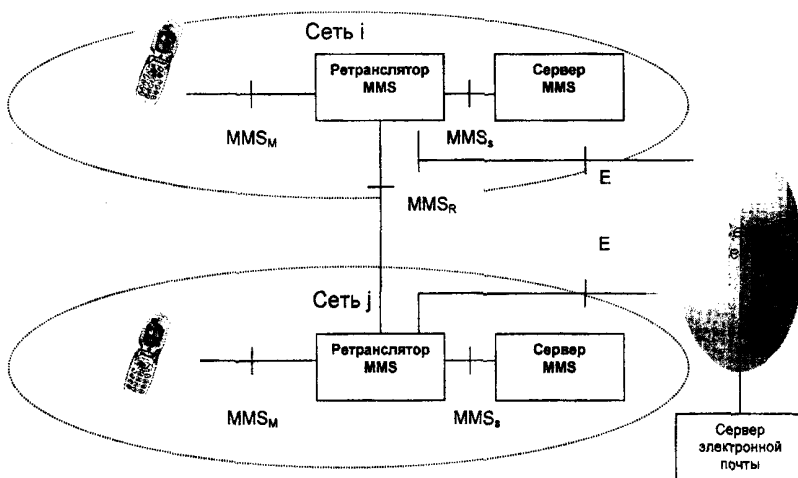 Сеть i
Ретранслятор
MMS
Сервер
MMS
MMSM
MMSs
E
MMSR
E
Сеть j
Ретранслятор
MMS
Сервер
MMS
MMSM
MMSs
Сервер
электронной
почты